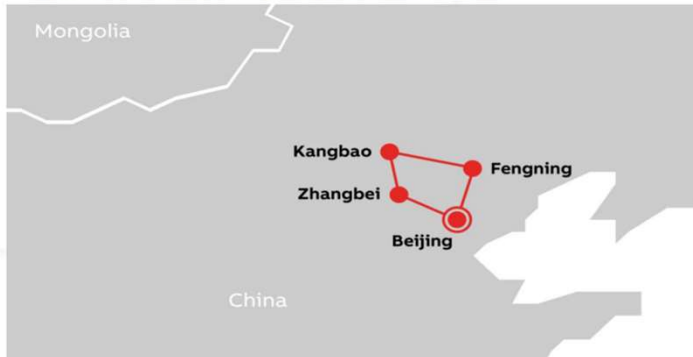 Mongolia
Kangbao
Fengning
Zhangbei
Beijing
China